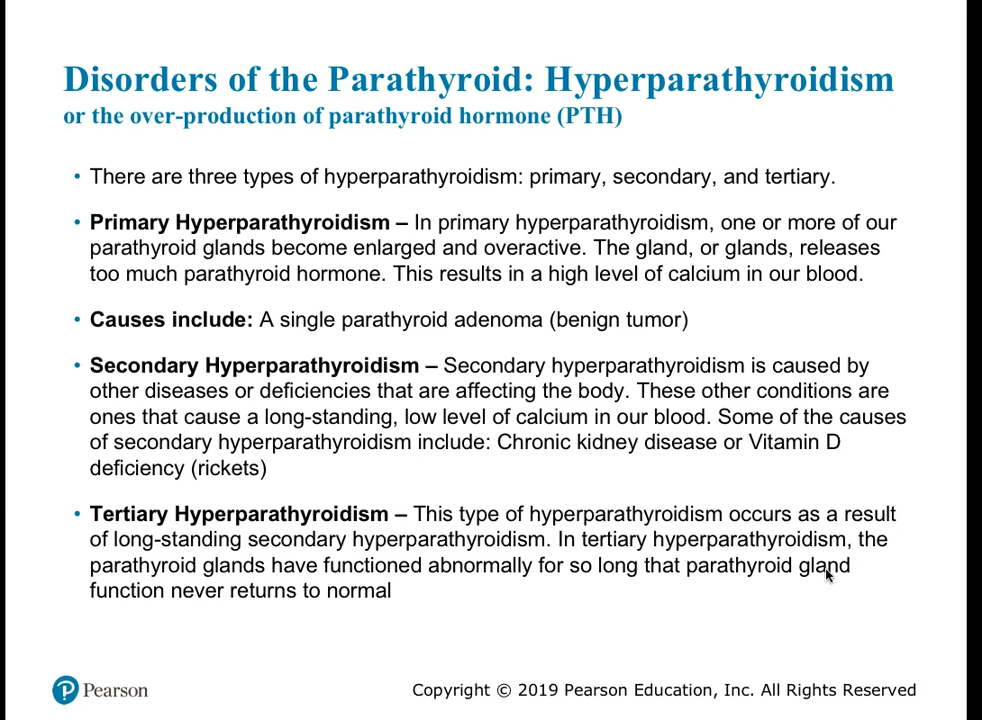 Disorders of the Parathyroid: Hyperparathyroidism
or the over-production of parathyroid hormone (PTH)
• There are three types of hyperparathyroidism: primary, secondary, and tertiary.
• Primary Hyperparathyroidism – In primary hyperparathyroidism, one or more of our
parathyroid glands become enlarged and overactive. The gland, or glands, releases
too much parathyroid hormone. This results in a high level of calcium in our blood.
• Causes include: A single parathyroid adenoma (benign tumor)
• Secondary Hyperparathyroidism – Secondary hyperparathyroidism is caused by
other diseases or deficiencies that are affecting the body. These other conditions are
ones that cause a long-standing, low level of calcium in our blood. Some of the causes
of secondary hyperparathyroidism include: Chronic kidney disease or Vitamin D
deficiency (rickets)
• Tertiary Hyperparathyroidism – This type of hyperparathyroidism occurs as a result
of long-standing secondary hyperparathyroidism. In tertiary hyperparathyroidism, the
parathyroid glands have functioned abnormally for so long that parathyroid gland
function never returns to normal
P Pearson
Copyright © 2019 Pearson Education, Inc. All Rights Reserved